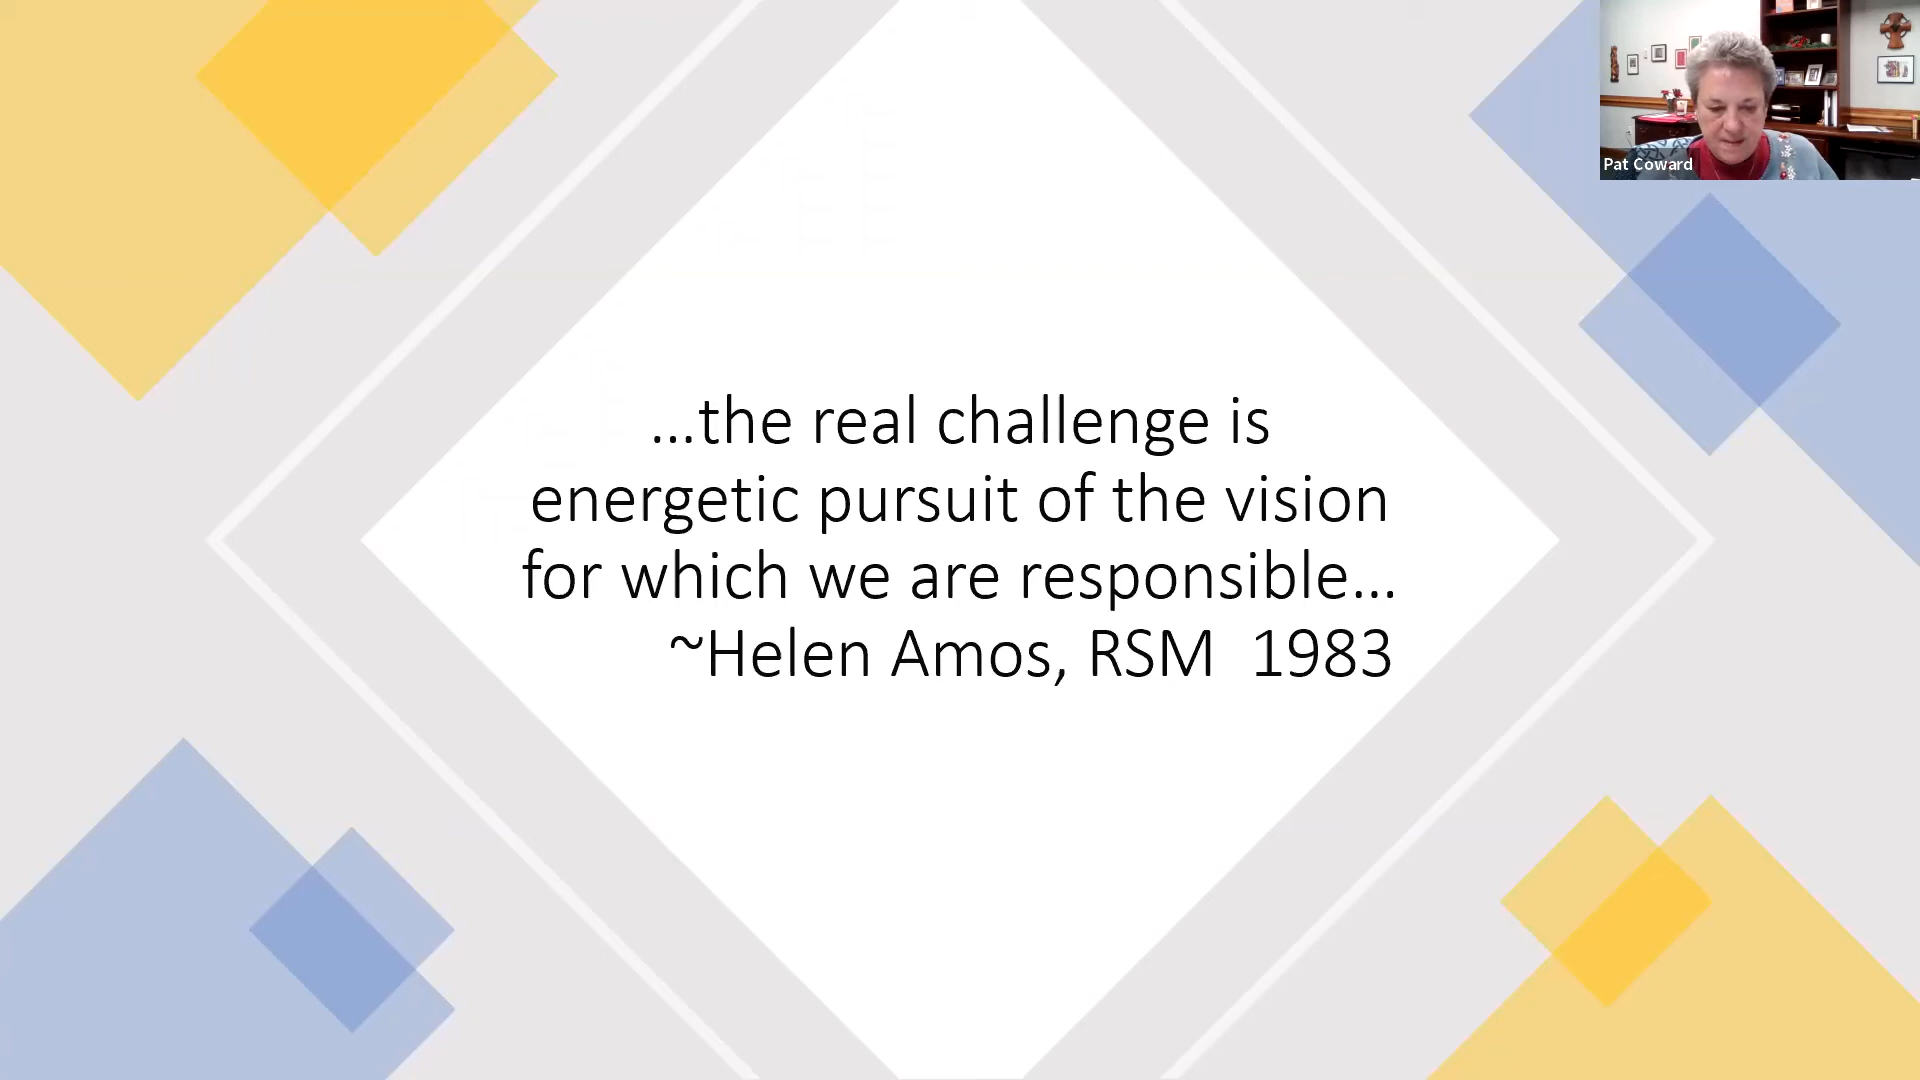 …the real challenge is
energetic pursuit of the vision
for which we are responsible…
~Helen Amos, RSM  1983
Pat Coward